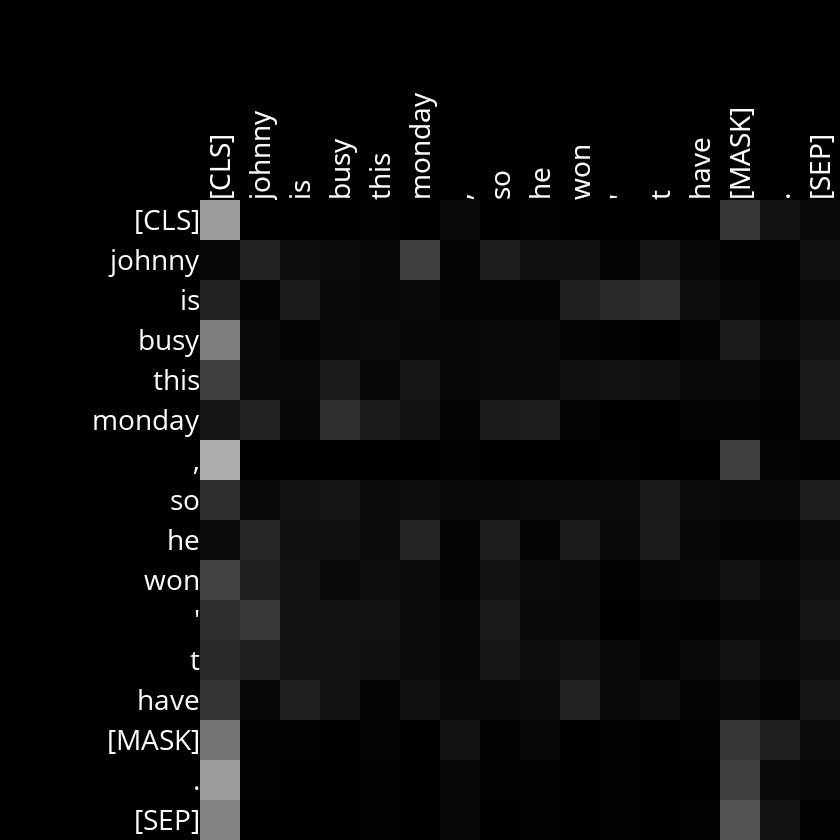 [CLS] johnny is busy this monday , so he won ' t have [MASK] . [SEP]
[CLS]
johnny
is
busy
this
monday
,
so
he
won
'
t
have
[MASK]
.
[SEP]